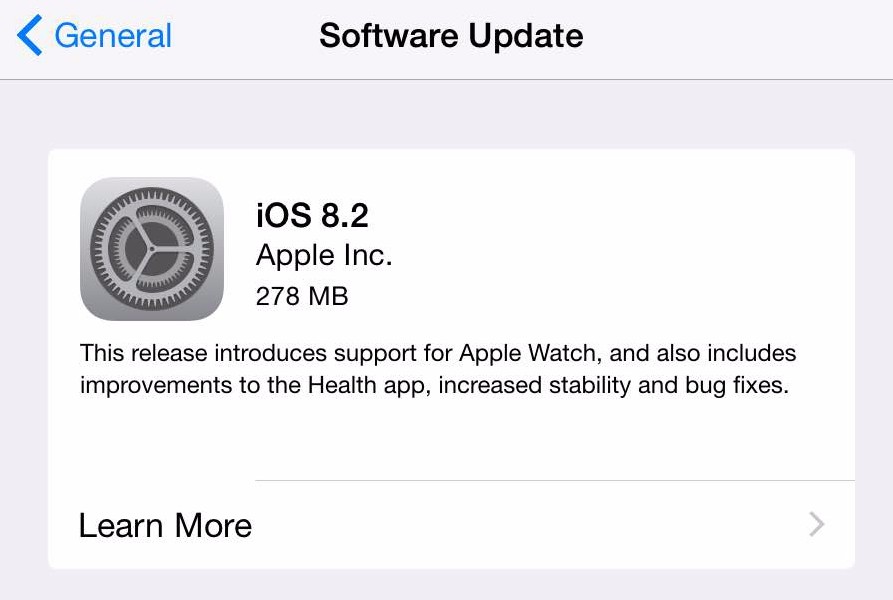 General
Software Update
iOS 8.2
Apple Inc.
278 MB
This release introduces support for Apple Watch, and also includes
improvements to the Health app, increased stability and bug fixes.
Learn More